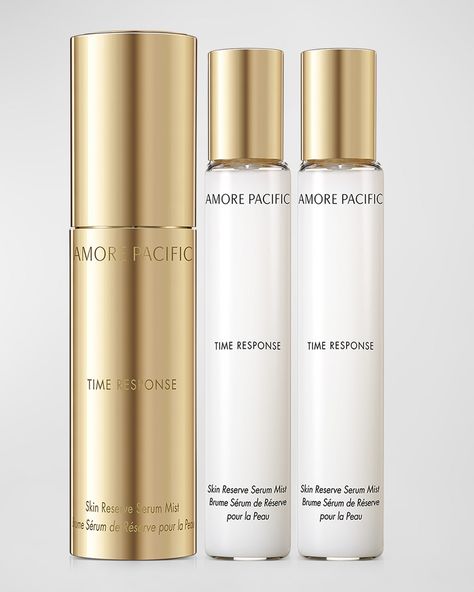 AMORE PACIFIC
TIME RESPONSE
Skin Reserve Serum Mist
Brume Sérum de Réserve pour la Peau
AMORE PACIFIC
TIME RESPONSE
Skin Reserve Serum Mist
Brume Sérum de Réserve
pour la Peau
AMORE PACIFIC
TIME RESPONSE
Skin Reserve Serum Mist
Brume Sérum de Réserve
pour la Peau